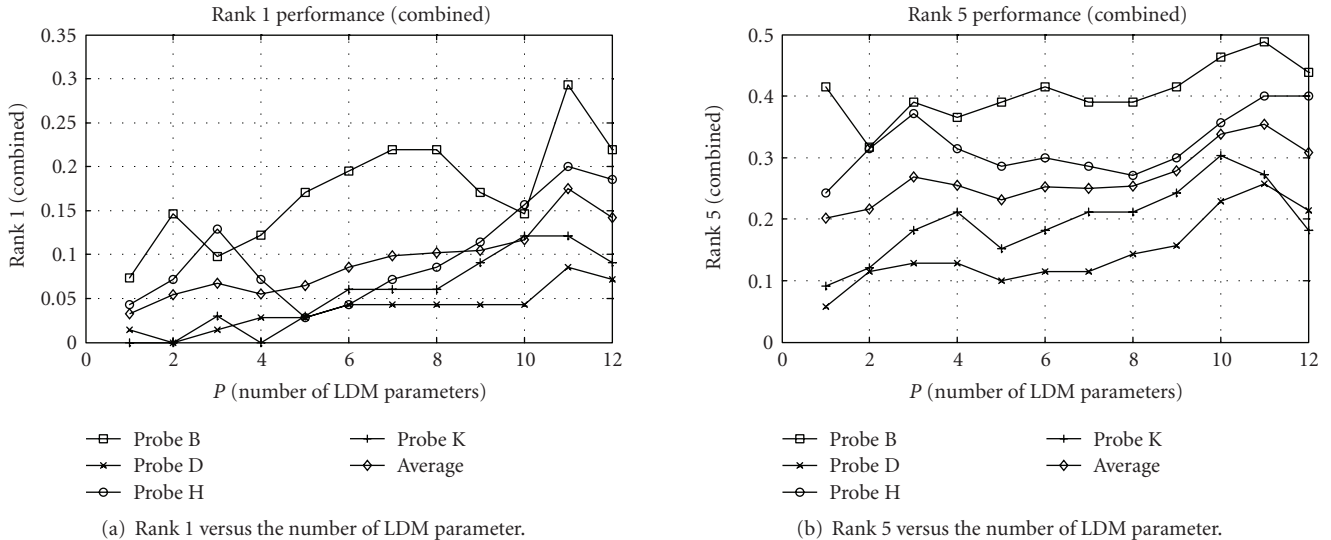 Rank 1 performance (combined)
0.35
0.3
0.25
0.2
0.15
0.1
0.05
0
Rank 1 (combined)
0 2 4 6 8 10 12
P (number of LDM parameters)
Probe B
Probe D
Probe H
Probe K
Average
(a) Rank 1 versus the number of LDM parameter.
Rank 5 performance (combined)
0.5
0.4
0.3
0.2
0.1
0
Rank 5 (combined)
0 2 4 6 8 10 12
P (number of LDM parameters)
Probe B
Probe D
Probe H
Probe K
Average
(b) Rank 5 versus the number of LDM parameter.